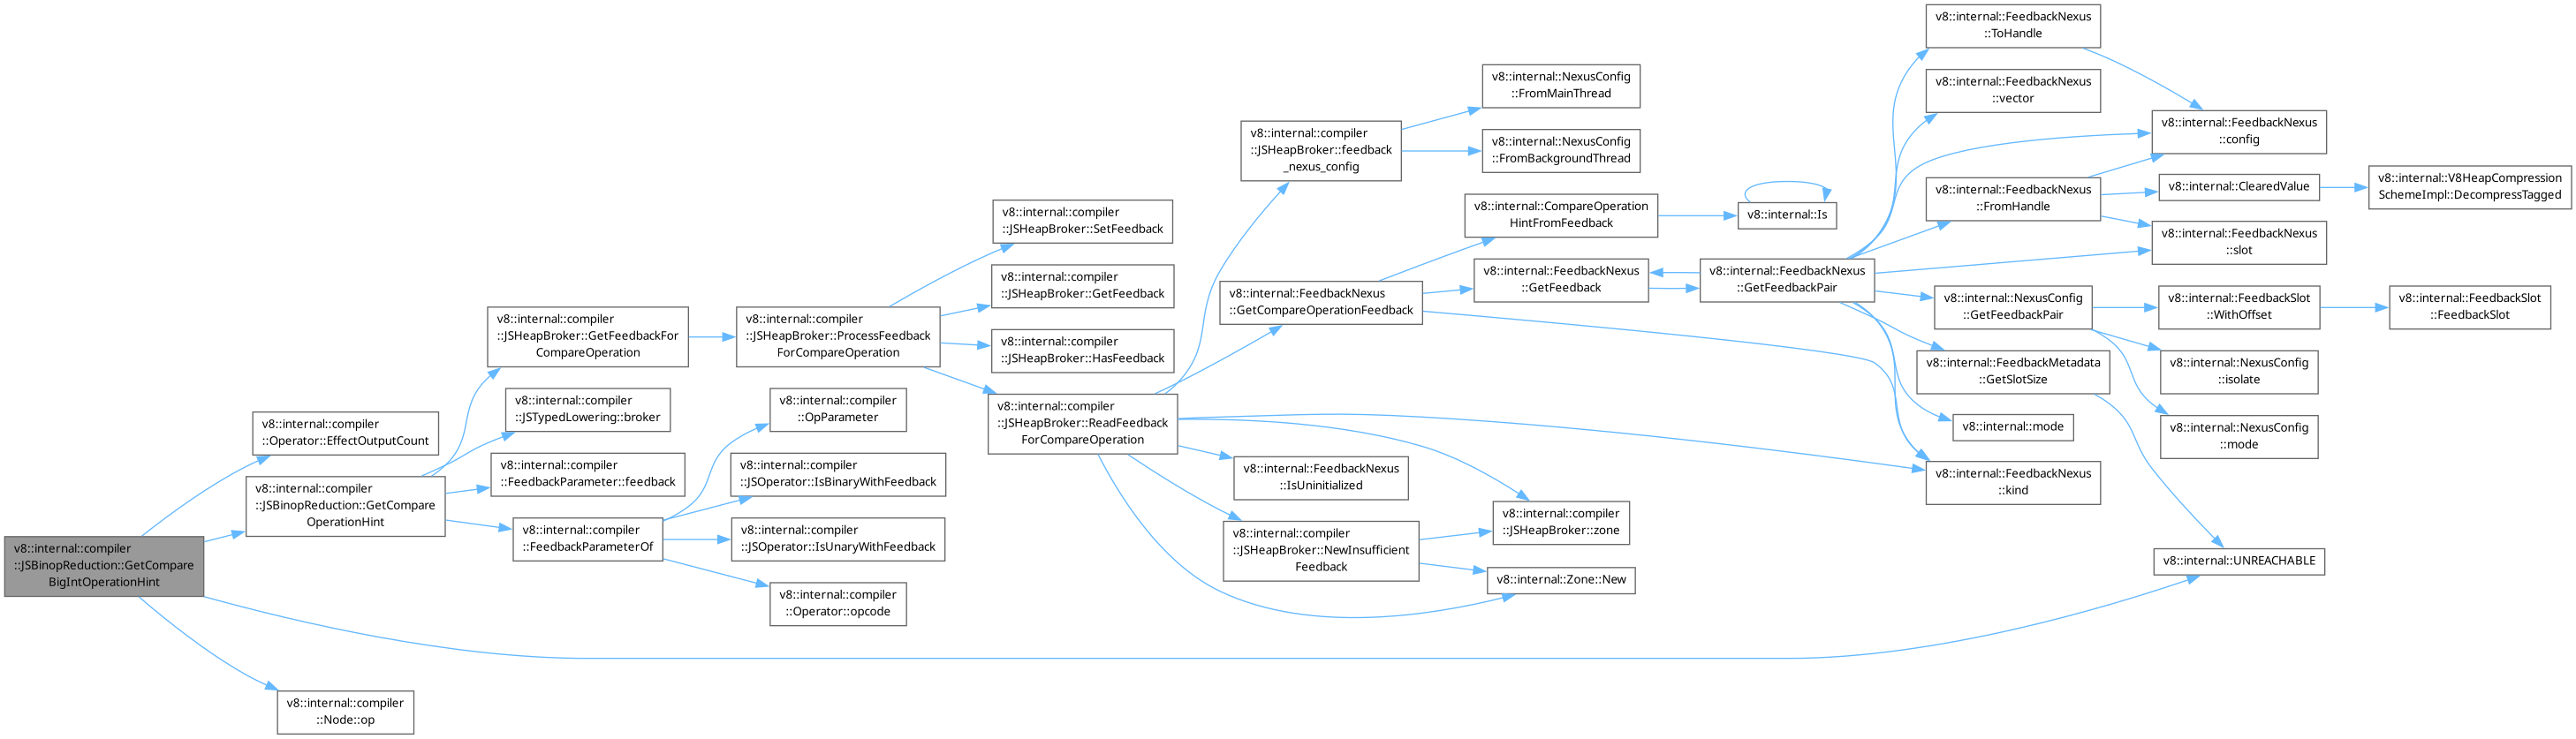 v8::internal::compiler
::JSBinopReduction::GetCompare
BigIntOperationHint
v8::internal::compiler
::Operator::EffectOutputCount
v8::internal::compiler
::JSBinopReduction::GetCompare
OperationHint
v8::internal::compiler
::Node::op
v8::internal::compiler
::JSHeapBroker::GetFeedbackFor
CompareOperation
v8::internal::compiler
::JSTypedLowering::broker
v8::internal::compiler
::FeedbackParameter::feedback
v8::internal::compiler
::FeedbackParameterOf
v8::internal::compiler
::JSHeapBroker::ProcessFeedback
ForCompareOperation
v8::internal::compiler
::OpParameter
v8::internal::compiler
::JSOperator::IsBinaryWithFeedback
v8::internal::compiler
::JSOperator::IsUnaryWithFeedback
v8::internal::compiler
::Operator::opcode
v8::internal::compiler
::JSHeapBroker::SetFeedback
v8::internal::compiler
::JSHeapBroker::GetFeedback
v8::internal::compiler
::JSHeapBroker::HasFeedback
v8::internal::compiler
::JSHeapBroker::ReadFeedback
ForCompareOperation
v8::internal::compiler
::JSHeapBroker::feedback
_nexus_config
v8::internal::FeedbackNexus
::GetCompareOperationFeedback
v8::internal::FeedbackNexus
::IsUninitialized
v8::internal::compiler
::JSHeapBroker::NewInsufficient
Feedback
v8::internal::NexusConfig
::FromMainThread
v8::internal::NexusConfig
::FromBackgroundThread
v8::internal::CompareOperation
HintFromFeedback
v8::internal::FeedbackNexus
::GetFeedback
v8::internal::compiler
::JSHeapBroker::zone
v8::internal::Zone::New
v8::internal::Is
v8::internal::FeedbackNexus
::GetFeedbackPair
v8::internal::FeedbackNexus
::ToHandle
v8::internal::FeedbackNexus
::vector
v8::internal::FeedbackNexus
::FromHandle
v8::internal::NexusConfig
::GetFeedbackPair
v8::internal::FeedbackMetadata
::GetSlotSize
v8::internal::mode
v8::internal::FeedbackNexus
::kind
v8::internal::FeedbackNexus
::config
v8::internal::ClearedValue
v8::internal::FeedbackNexus
::slot
v8::internal::FeedbackSlot
::WithOffset
v8::internal::NexusConfig
::isolate
v8::internal::NexusConfig
::mode
v8::internal::UNREACHABLE
v8::internal::V8HeapCompression
SchemeImpl::DecompressTagged
v8::internal::FeedbackSlot
::FeedbackSlot